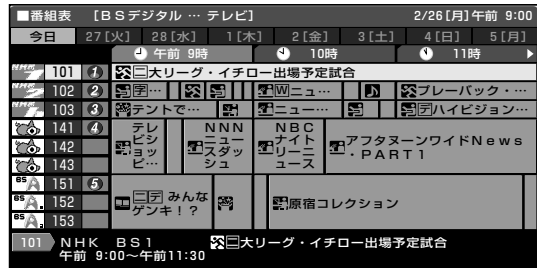 ■番組表 [BSデジタル … テレビ] 2/26[月]午前 9:00
今日 27[火] 28[水] 1[木] 2[金] 3[土] 4[日] 5[月]
午前 9時 10時 11時
101 1 二大リーグ・イチロー出場予定試合
102 2 字… W ニュ… ブレーバック・…
103 3 テントで… ニュー… デハイビジョン…
141 4 テレビジョッピ… NNNニュースダッシュ NBCナイトリーニュース アフタヌーンワイドNews・PART1
142
143
151 5 二デ みんなゲンキ!? 原宿コレクション
152
153
101 NHK BS1 二大リーグ・イチロー出場予定試合
午前 9:00～午前11:30